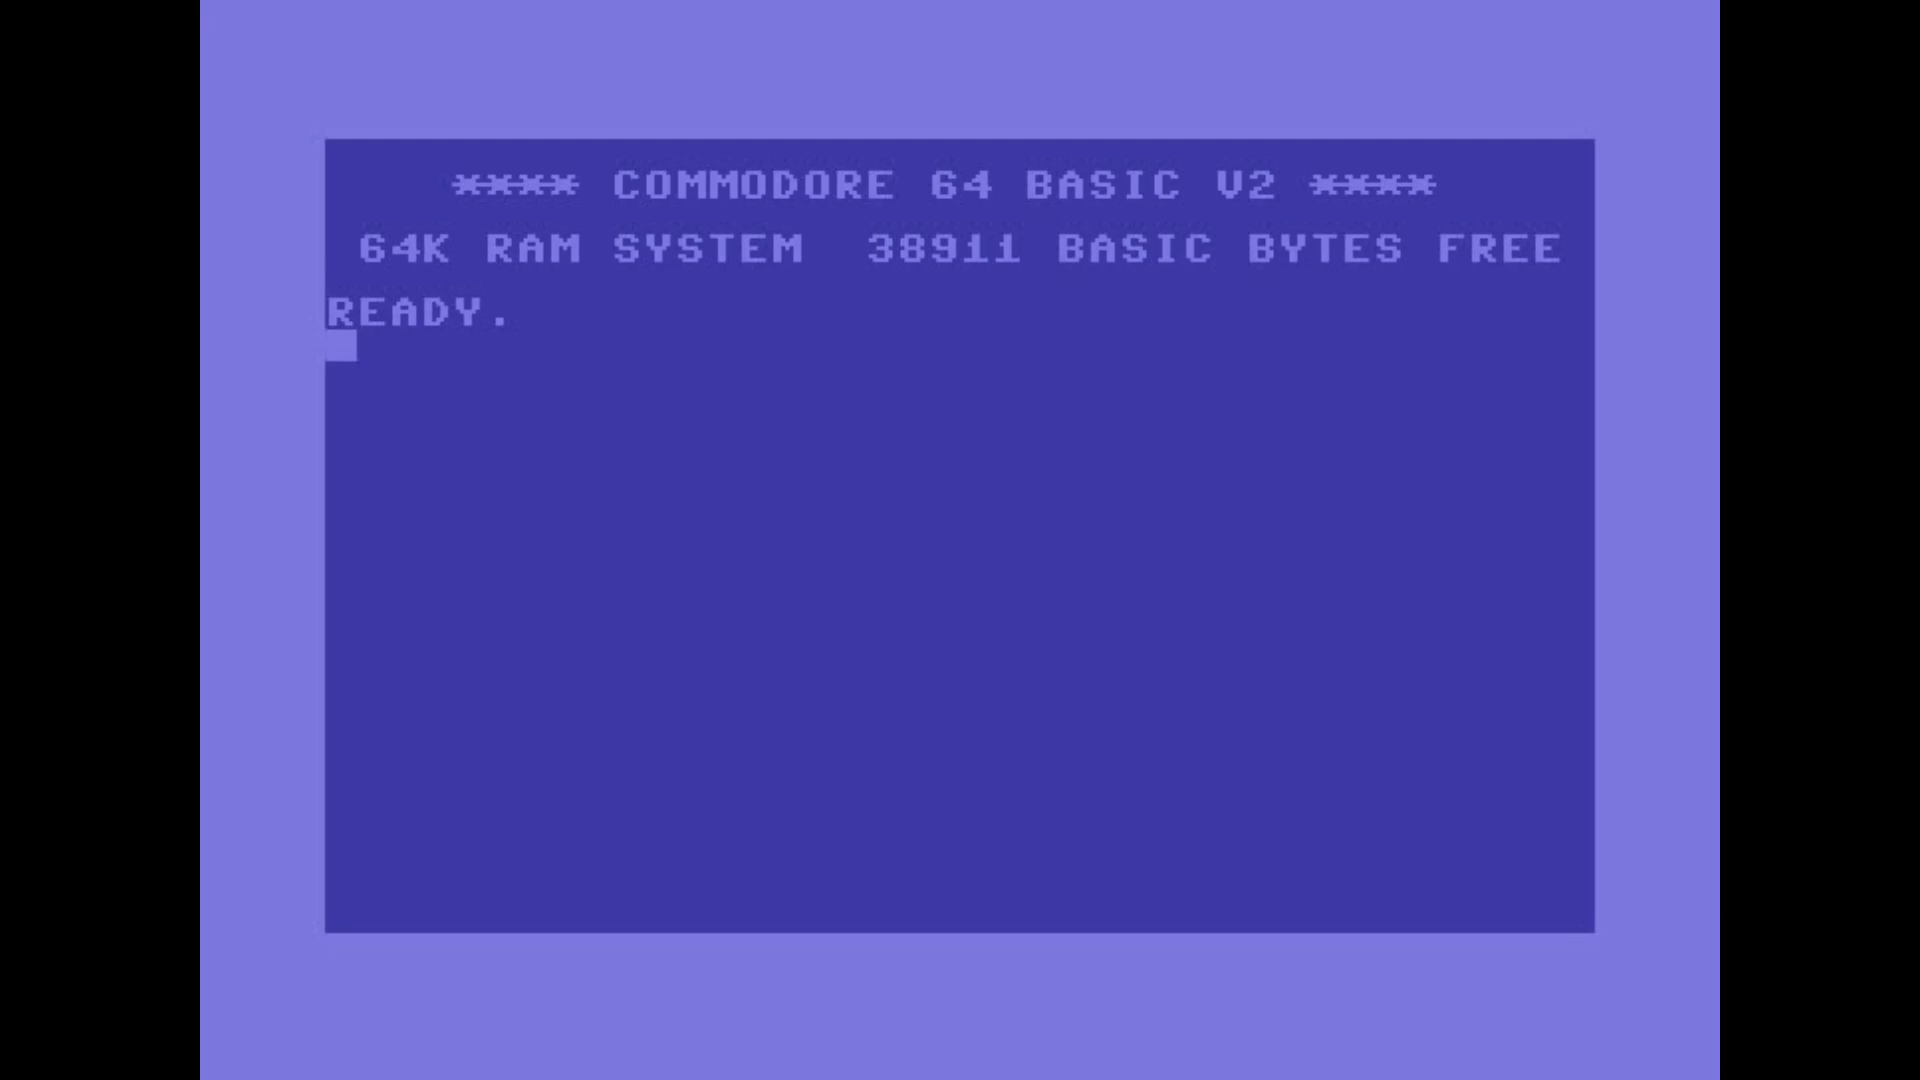 **** COMMODORE 64 BASIC V2 ****
64K RAM SYSTEM  38911 BASIC BYTES FREE
READY.